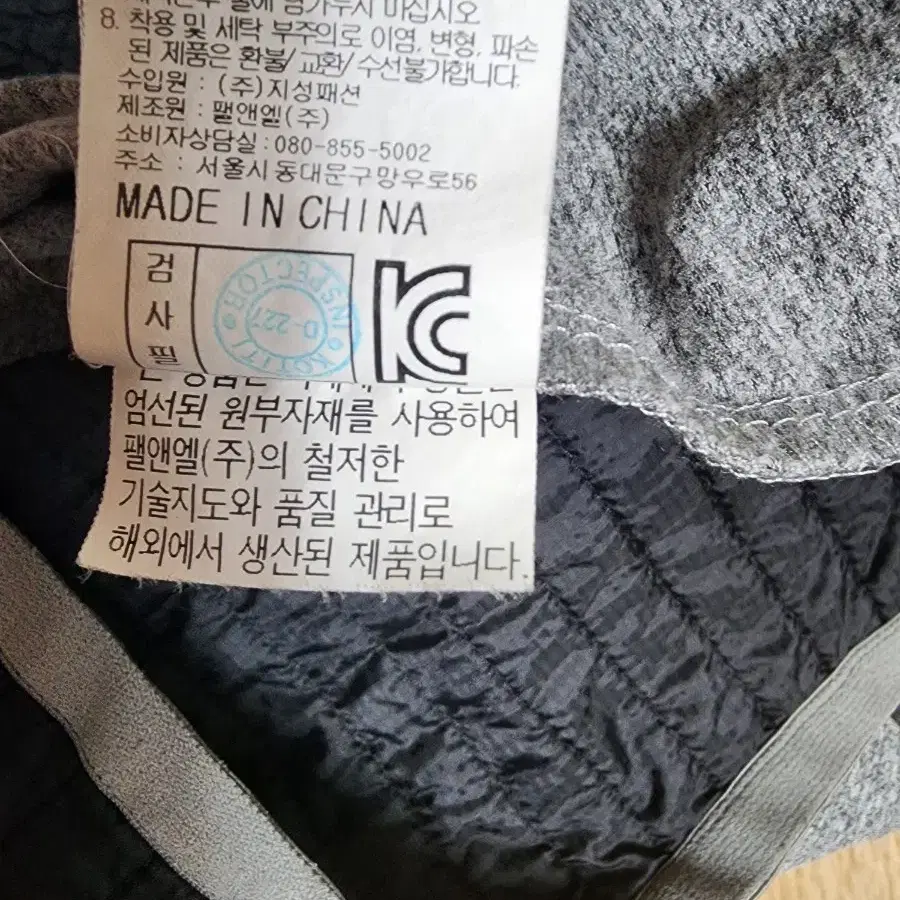 8. 착용 및 세탁 부주의로 이염, 변형, 파손
된 제품은 환불/교환/수선불가합니다.
수입원 : (주)지성패션
제조원 : 팰앤엘(주)
소비자상담실:080-855-5002
주소 : 서울시 동대문구망우로56
MADE IN CHINA
검
사
필
INSPECTOR
KOTITI
KC
엄선된 원부자재를 사용하여
팰앤엘(주)의 철저한
기술지도와 품질 관리로
해외에서 생산된 제품입니다.